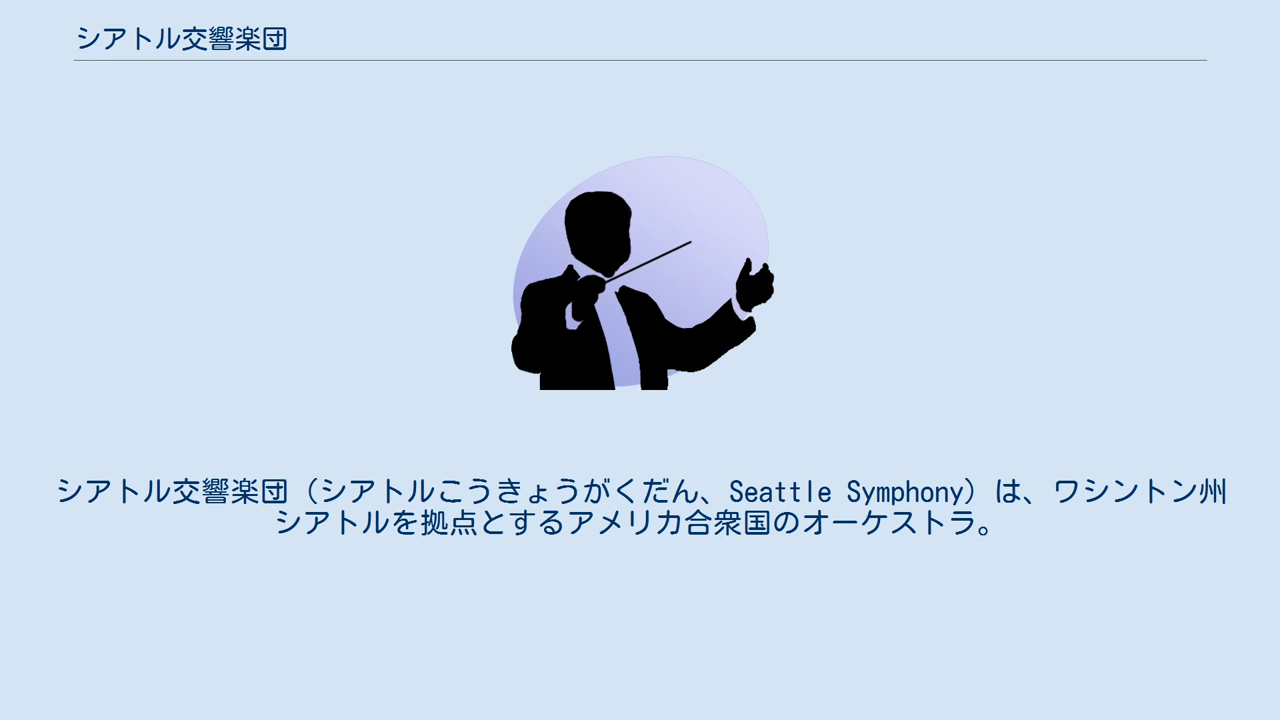 シアトル交響楽団
シアトル交響楽団（シアトルこうきょうがくだん、Seattle Symphony）は、ワシントン州
シアトルを拠点とするアメリカ合衆国のオーケストラ。